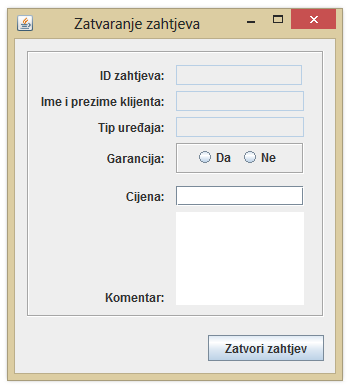 Zatvaranje zahtjeva
ID zahtjeva:
Ime i prezime klijenta:
Tip uređaja:
Garancija: Da Ne
Cijena:
Komentar:
Zatvori zahtjev